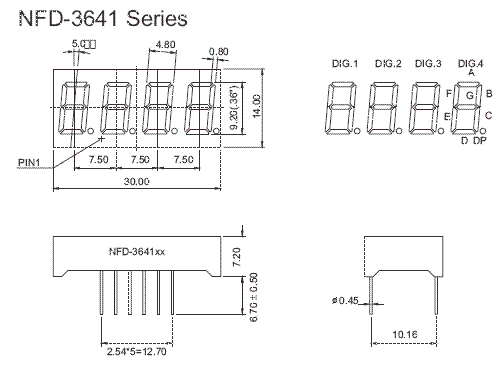 NFD-3641 Series
5.0 4.80 0.80
DIG.1 DIG.2 DIG.3 DIG.4
A
F G B
E C
D DP
9.20(.36")
14.00
PIN1
7.50 7.50 7.50
30.00
NFD-3641xx
7.20
6.70 ± 0.50
2.54*5=12.70
ø0.45
10.16